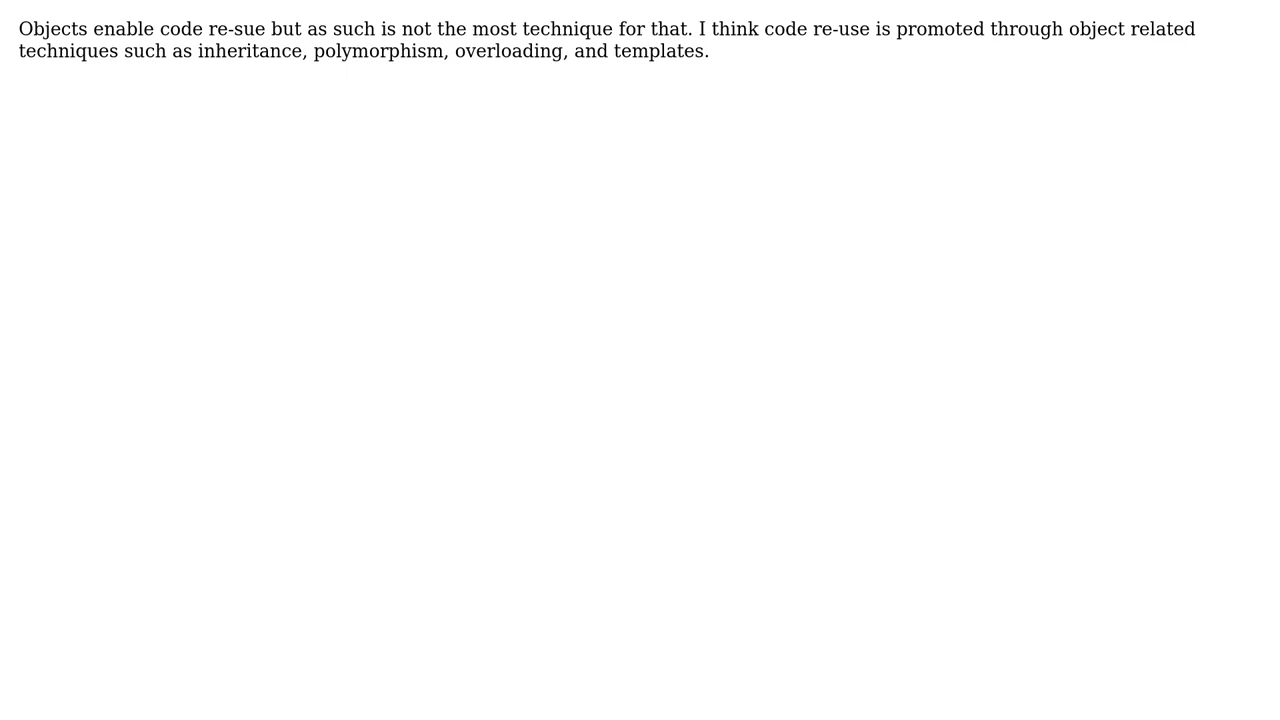 Objects enable code re-sue but as such is not the most technique for that. I think code re-use is promoted through object related
techniques such as inheritance, polymorphism, overloading, and templates.